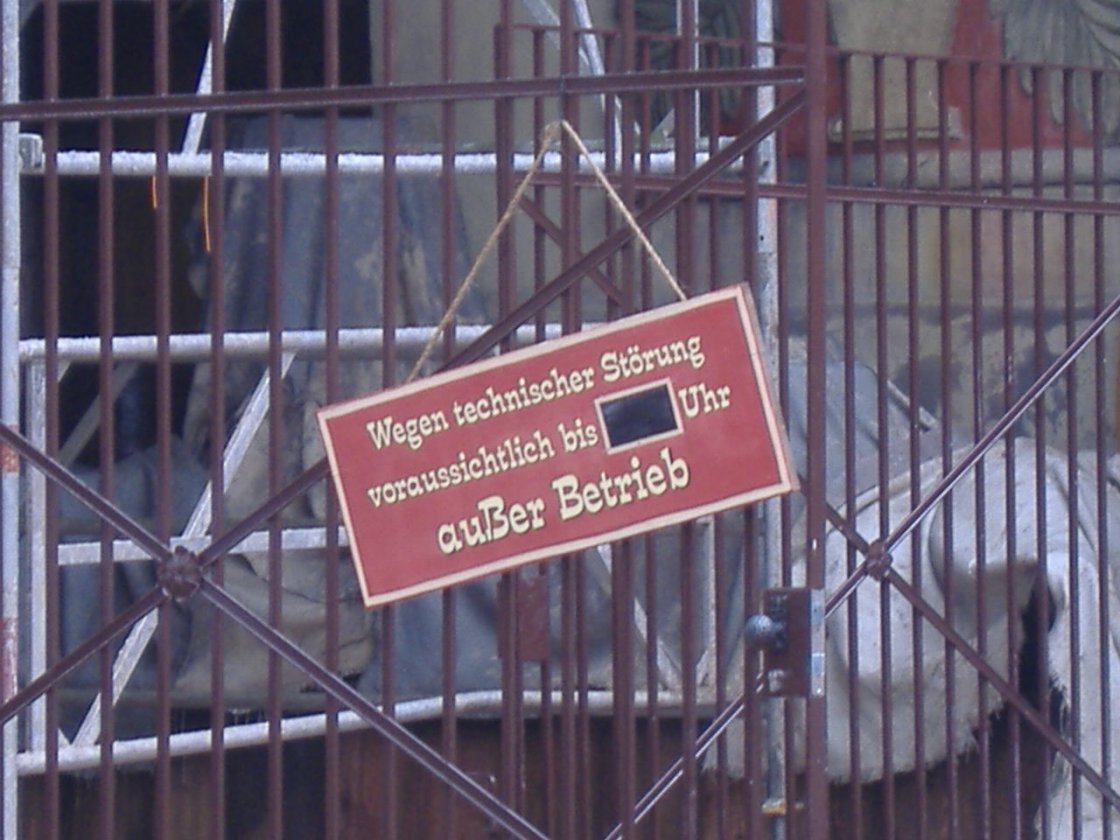 Wegen technischer Störung
voraussichtlich bis Uhr
außer Betrieb